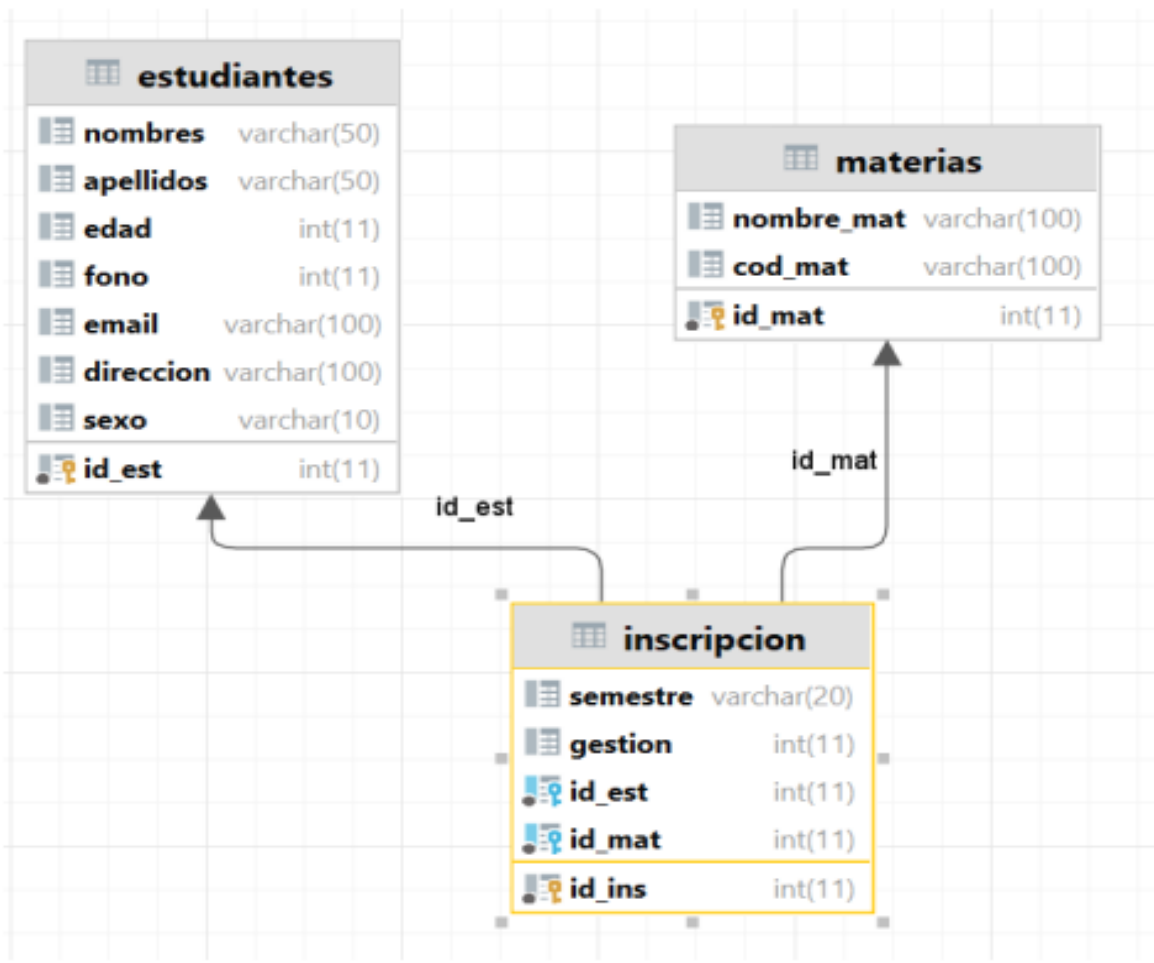 estudiantes
nombres varchar(50)
apellidos varchar(50)
edad int(11)
fono int(11)
email varchar(100)
direccion varchar(100)
sexo varchar(10)
id_est int(11)
materias
nombre_mat varchar(100)
cod_mat varchar(100)
id_mat int(11)
id_mat
id_est
inscripcion
semestre varchar(20)
gestion int(11)
id_est int(11)
id_mat int(11)
id_ins int(11)